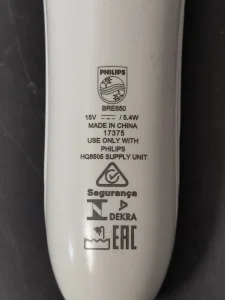 PHILIPS
BRE650
15V ⎓ / 5.4W
MADE IN CHINA
17375
USE ONLY WITH
PHILIPS
HQ8505 SUPPLY UNIT
Segurança
DEKRA
EAC